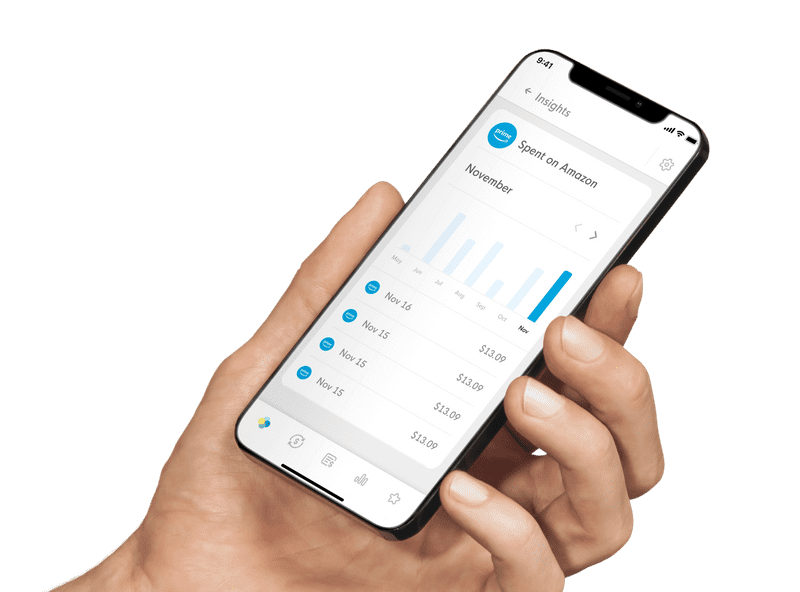 9:41
← Insights
prime
Spent on Amazon
November
May Jun Jul Aug Sep Oct Nov
prime Nov 16 $13.09
prime Nov 15 $13.09
prime Nov 15 $13.09
prime Nov 15 $13.09